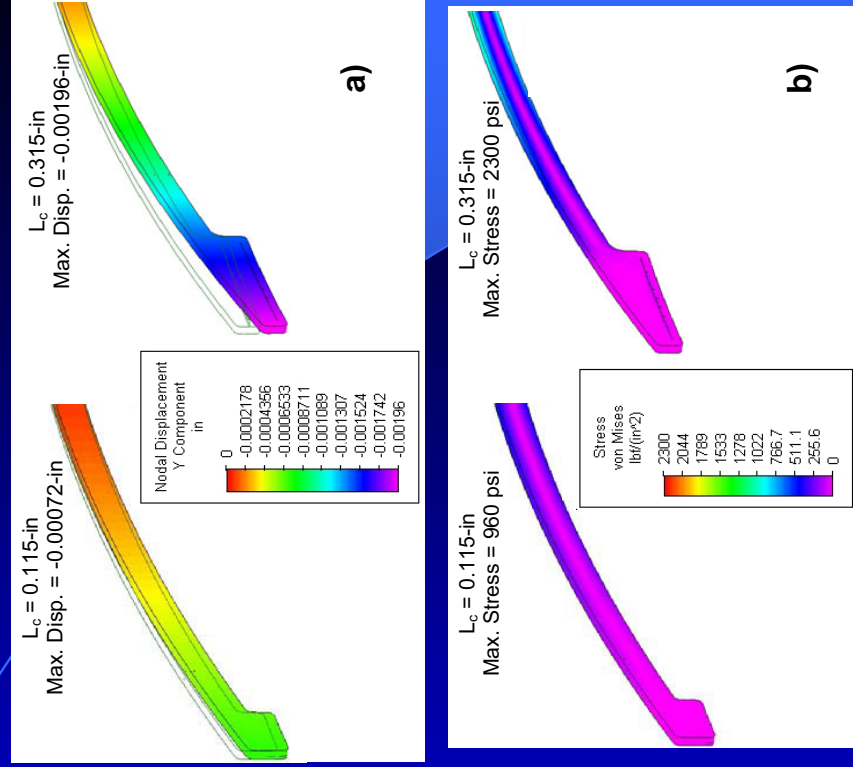 L_c = 0.115-in
Max. Disp. = -0.00072-in
L_c = 0.315-in
Max. Disp. = -0.00196-in
Nodal Displacement
Y Component
in
0
-0.0002178
-0.0004356
-0.0006533
-0.0008711
-0.001089
-0.001307
-0.001524
-0.001742
-0.00196
a)
L_c = 0.115-in
Max. Stress = 960 psi
L_c = 0.315-in
Max. Stress = 2300 psi
Stress
von Mises
lbf/(in^2)
2300
2044
1789
1533
1278
1022
766.7
511.1
255.6
0
b)